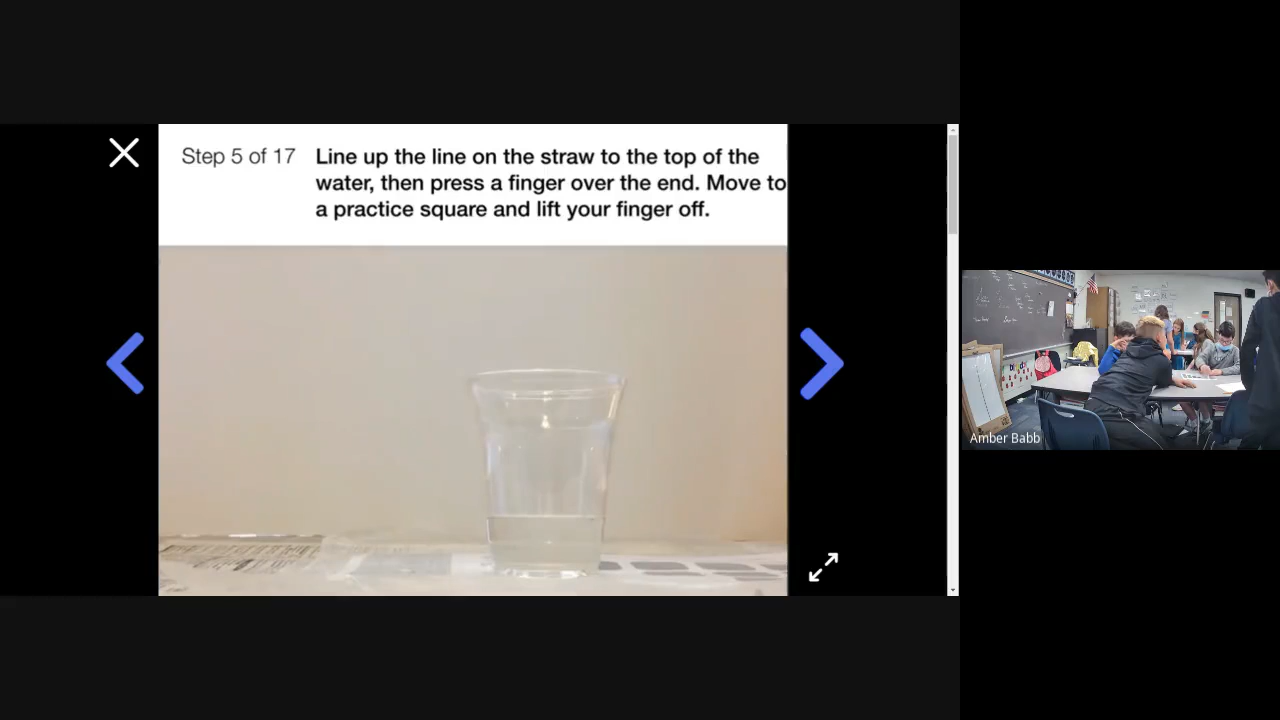 Step 5 of 17
Line up the line on the straw to the top of the
water, then press a finger over the end. Move to
a practice square and lift your finger off.
Amber Babb